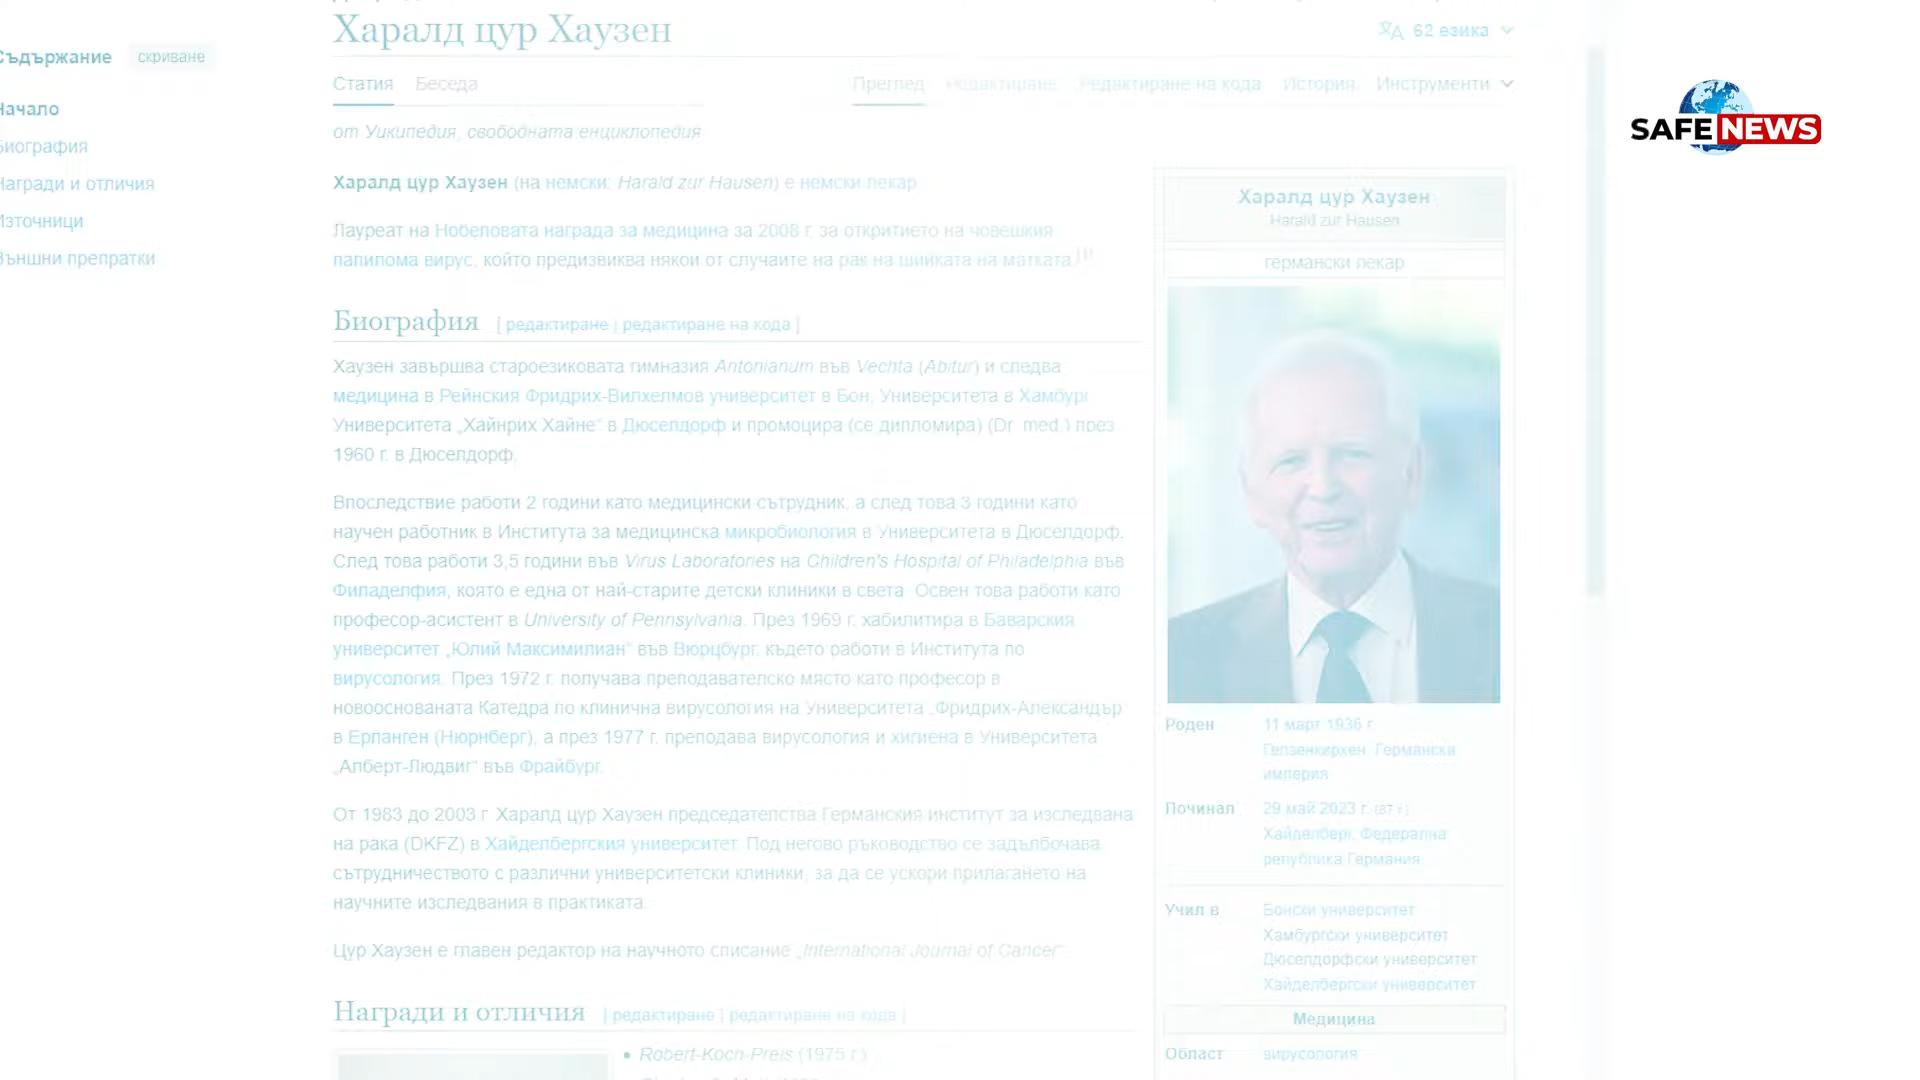 Харалд цур Хаузен
62 езика
Съдържание скриване
Начало
Биография
Награди и отличия
Източници
Външни препратки
Статия Беседа Преглед Редактиране Редактиране на кода История Инструменти
от Уикипедия, свободната енциклопедия
SAFE NEWS
Харалд цур Хаузен (на немски: Harald zur Hausen) е немски лекар.
Лауреат на Нобеловата награда за медицина за 2008 г. за откритието на човешкия
папилома вирус, който предизвиква някои от случаите на рак на шийката на матката.[1]
Биография [ редактиране | редактиране на кода ]
Хаузен завършва староезиковата гимназия Antonianum във Vechta (Abitur) и следва
медицина в Рейнския Фридрих-Вилхелмов университет в Бон, Университета в Хамбург
Университета „Хайнрих Хайне“ в Дюселдорф и промоцира (се дипломира) (Dr. med.) през
1960 г. в Дюселдорф.
Впоследствие работи 2 години като медицински сътрудник, а след това 3 години като
научен работник в Института за медицинска микробиология в Университета в Дюселдорф.
След това работи 3,5 години във Virus Laboratories на Children's Hospital of Philadelphia във
Филаделфия, която е една от най-старите детски клиники в света. Освен това работи като
професор-асистент в University of Pennsylvania. През 1969 г. хабилитира в Баварския
университет „Юлий Максимилиан“ във Вюрцбург, където работи в Института по
вирусология. През 1972 г. получава преподавателско място като професор в
новооснованата Катедра по клинична вирусология на Университета „Фридрих-Александър
в Ерланген (Нюрнберг), а през 1977 г. преподава вирусология и хигиена в Университета
„Алберт-Людвиг“ във Фрайбург.
От 1983 до 2003 г. Харалд цур Хаузен председателства Германския институт за изследвана
на рака (DKFZ) в Хайделбергския университет. Под негово ръководство се задълбочава
сътрудничеството с различни университетски клиники, за да се ускори прилагането на
научните изследвания в практиката.
Цур Хаузен е главен редактор на научното списание „International Journal of Cancer“.
Награди и отличия [ редактиране | редактиране на кода ]
Robert-Koch-Preis (1975 г.)
Харалд цур Хаузен
Harald zur Hausen
германски лекар
Роден 11 март 1936 г.
Гелзенкирхен, Германска
империя
Починал 29 май 2023 г. (87 г.)
Хайделберг, Федерална
република Германия
Учил в Бонски университет
Хамбургски университет
Дюселдорфски университет
Хайделбергски университет
Медицина
Област вирусология